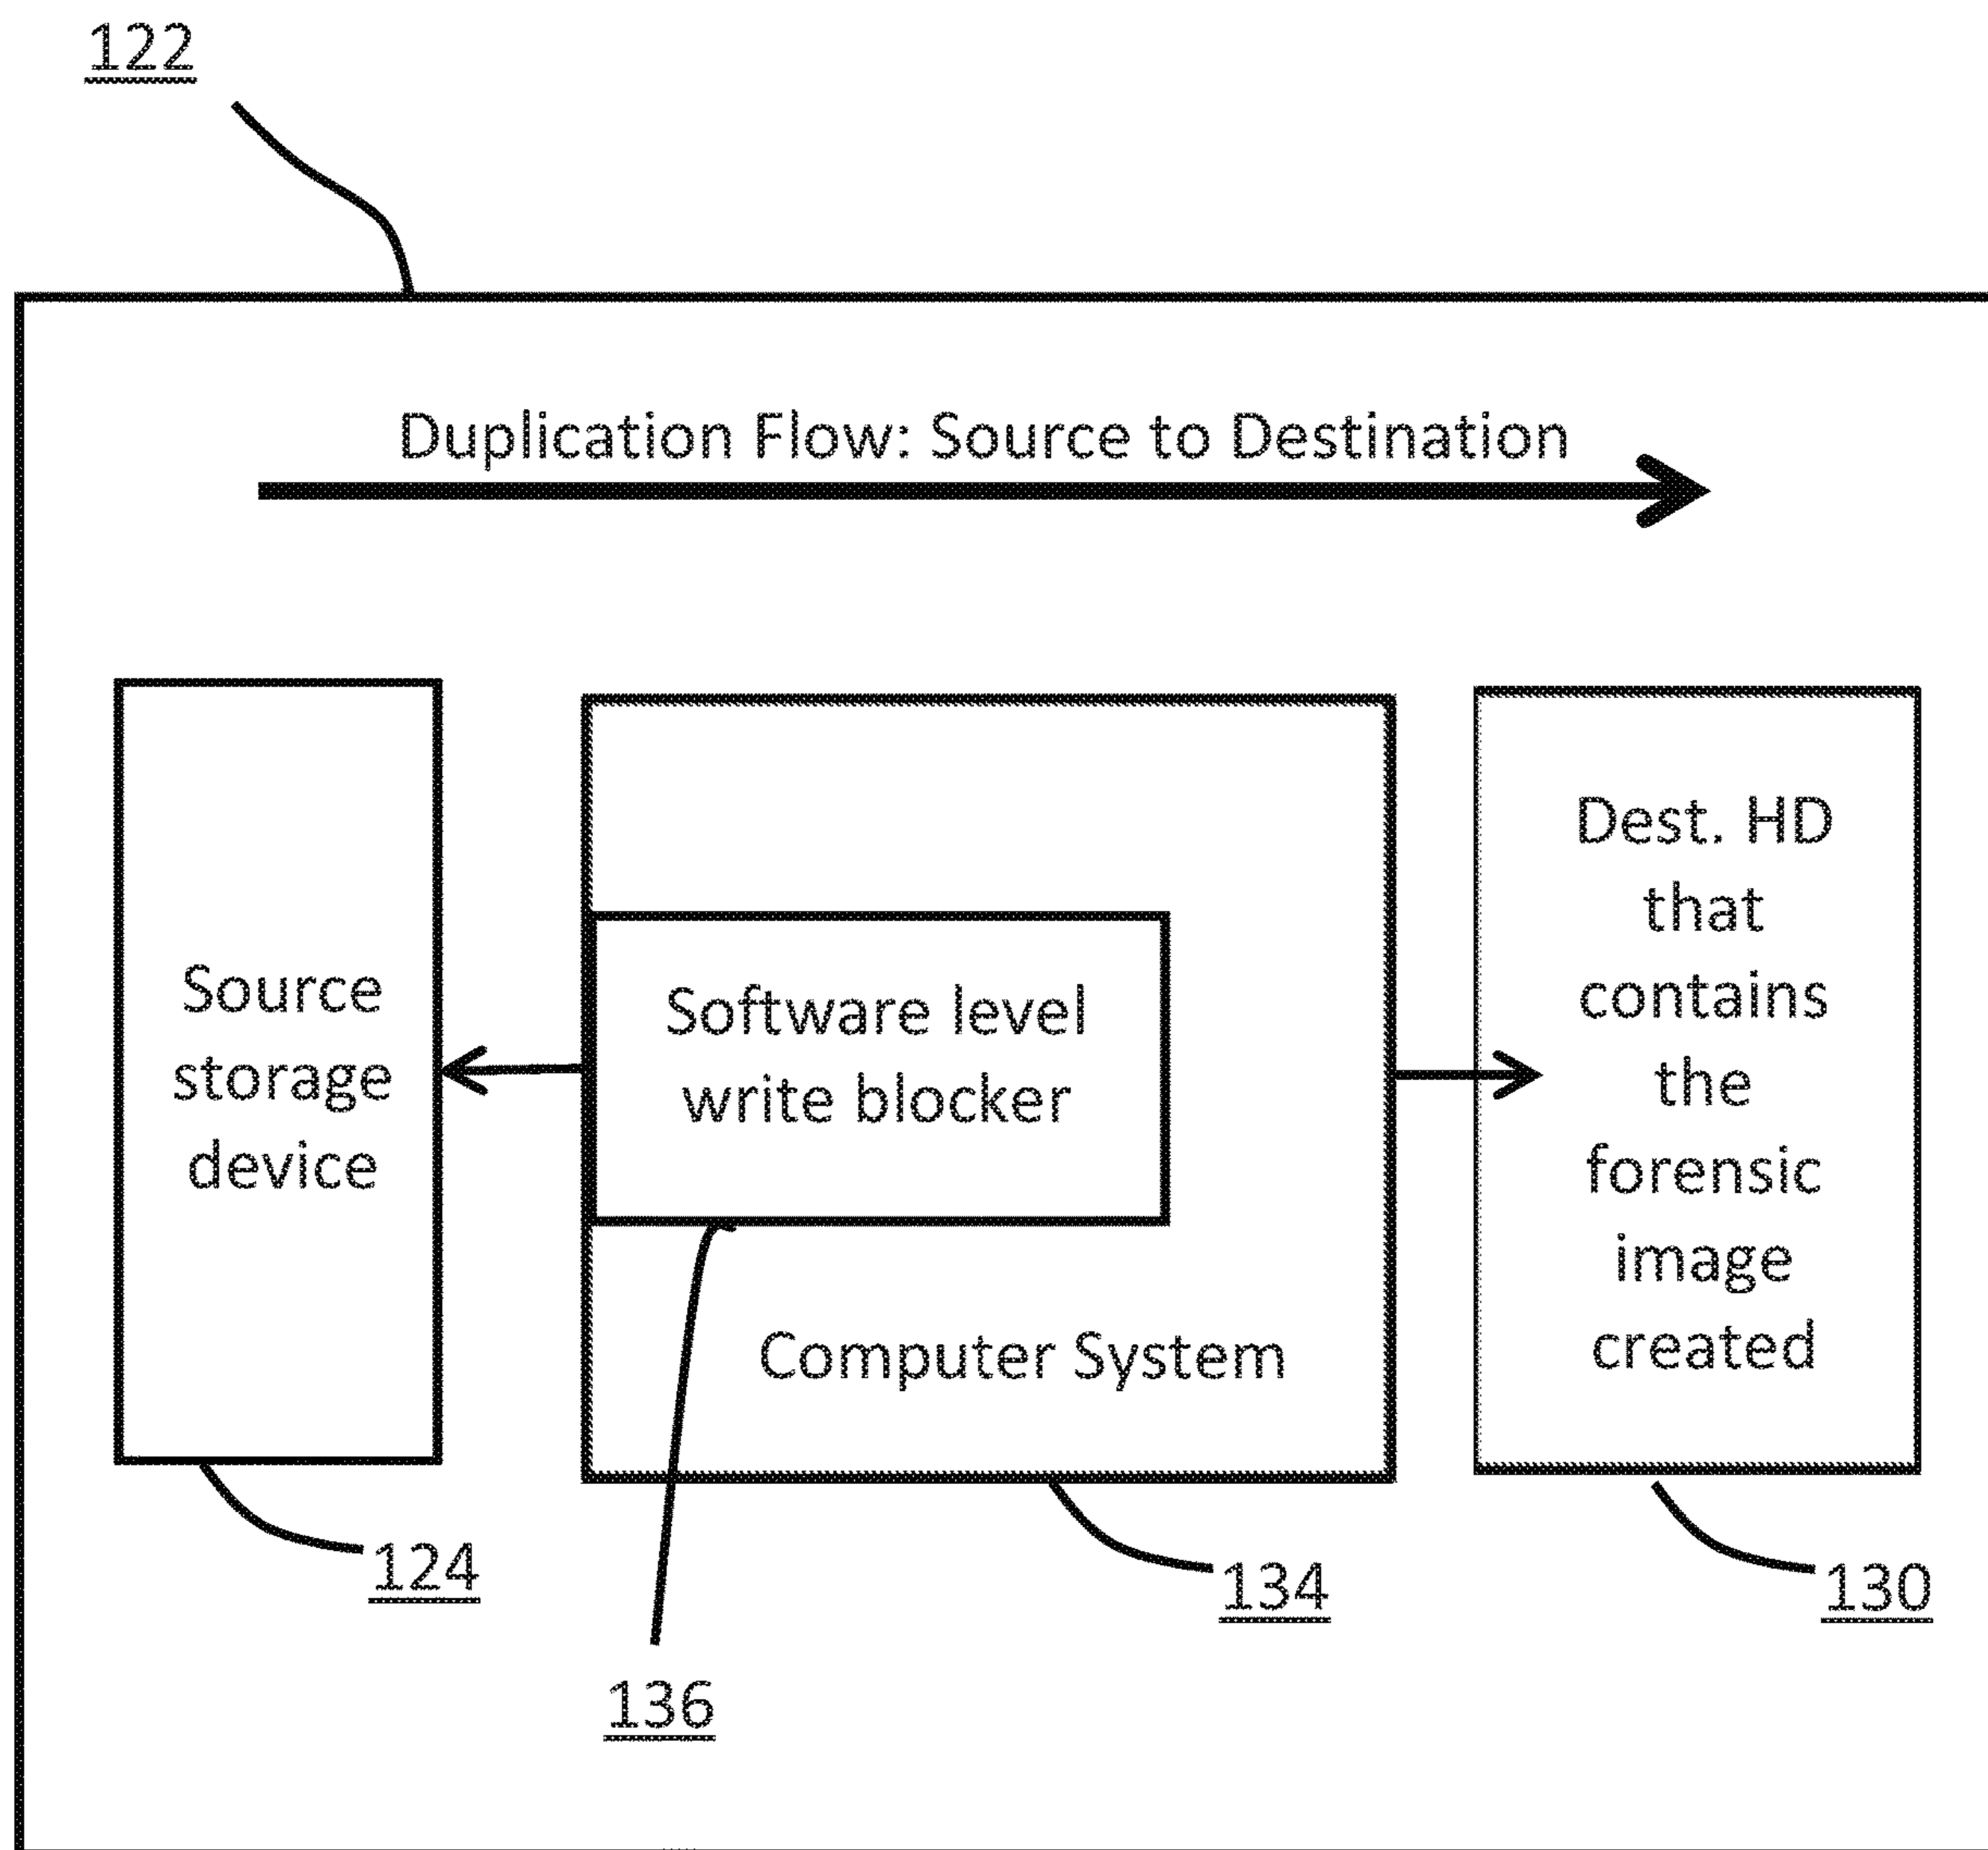 122
Duplication Flow: Source to Destination
Source
storage
device
Software level
write blocker
Computer System
Dest. HD
that
contains
the
forensic
image
created
124
134
130
136